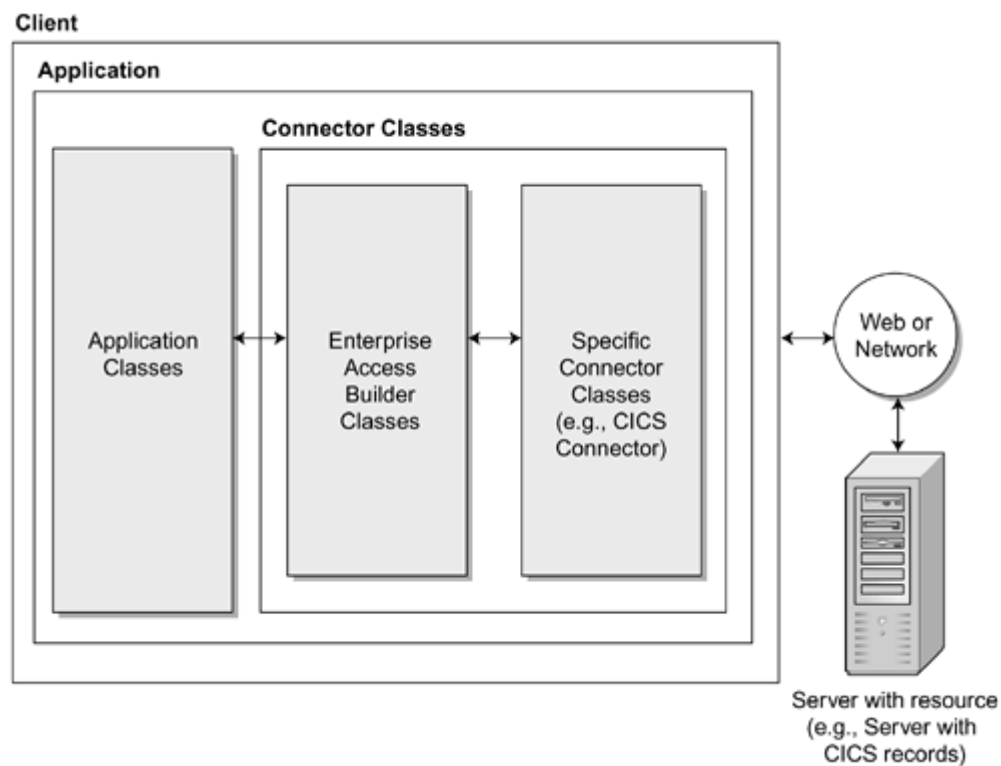 Client
Application
Connector Classes
Application
Classes
Enterprise
Access
Builder
Classes
Specific
Connector
Classes
(e.g., CICS
Connector)
Web or
Network
Server with resource
(e.g., Server with
CICS records)